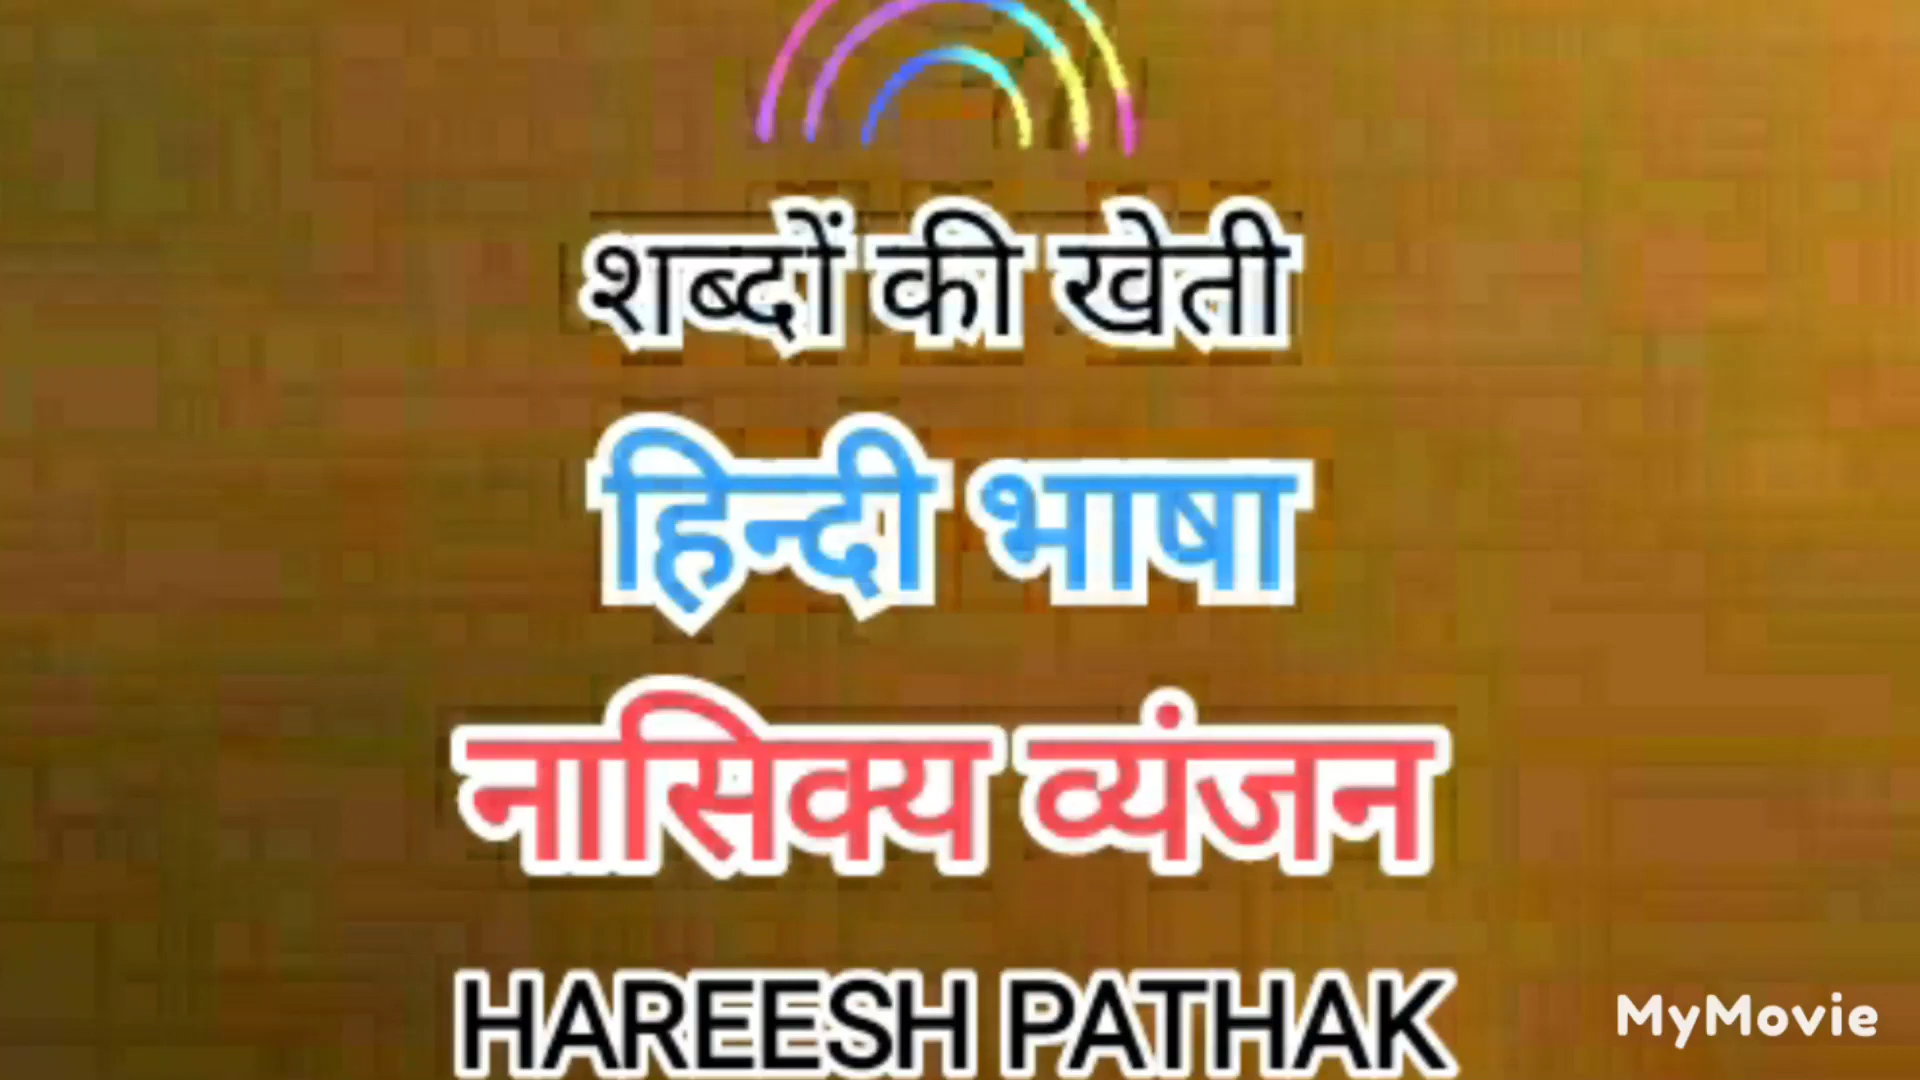 शब्दों की खेती
हिन्दी भाषा
नासिक्य व्यंजन
HAREESH PATHAK
MyMovie